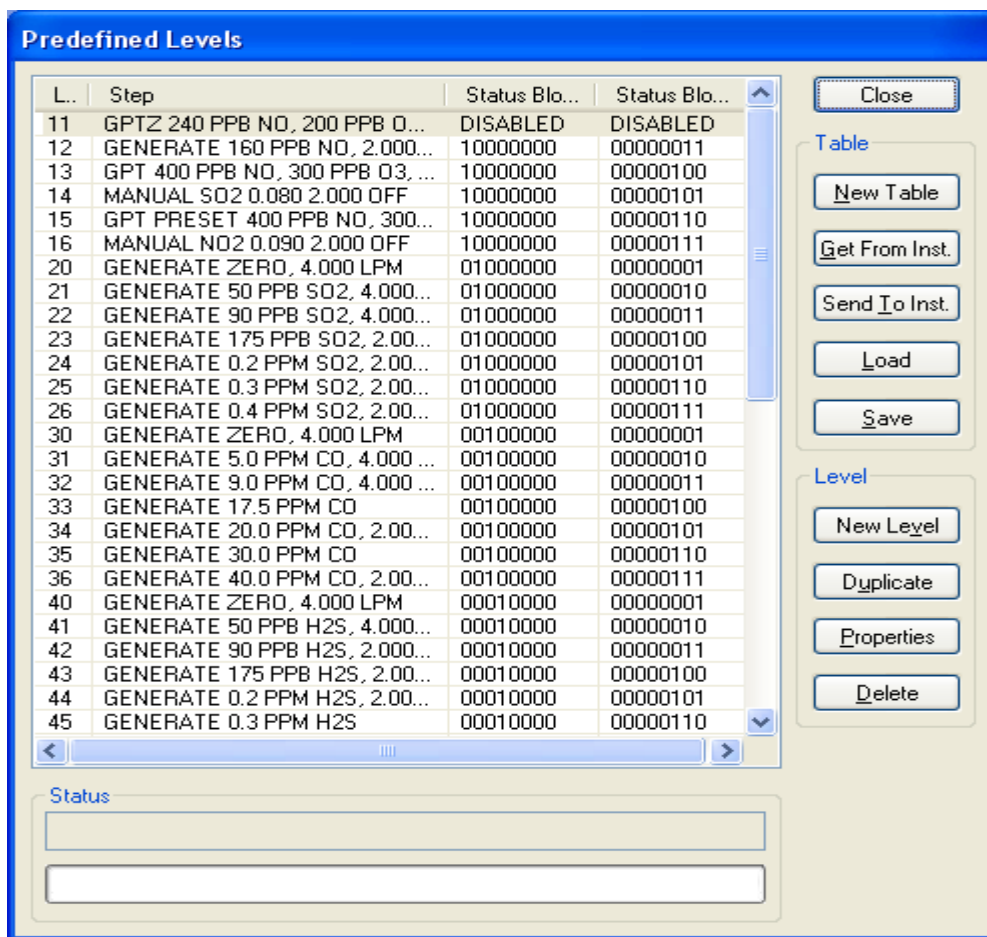 Predefined Levels
L.. Step Status Blo... Status Blo...
11 GPTZ 240 PPB NO, 200 PPB O... DISABLED DISABLED
12 GENERATE 160 PPB NO, 2.000... 10000000 00000011
13 GPT 400 PPB NO, 300 PPB O3, ... 10000000 00000100
14 MANUAL SO2 0.080 2.000 OFF 10000000 00000101
15 GPT PRESET 400 PPB NO, 300... 10000000 00000110
16 MANUAL NO2 0.090 2.000 OFF 10000000 00000111
20 GENERATE ZERO, 4.000 LPM 01000000 00000001
21 GENERATE 50 PPB SO2, 4.000... 01000000 00000010
22 GENERATE 90 PPB SO2, 4.000... 01000000 00000011
23 GENERATE 175 PPB SO2, 2.00... 01000000 00000100
24 GENERATE 0.2 PPM SO2, 2.00... 01000000 00000101
25 GENERATE 0.3 PPM SO2, 2.00... 01000000 00000110
26 GENERATE 0.4 PPM SO2, 2.00... 01000000 00000111
30 GENERATE ZERO, 4.000 LPM 00100000 00000001
31 GENERATE 5.0 PPM CO, 4.000 ... 00100000 00000010
32 GENERATE 9.0 PPM CO, 4.000 ... 00100000 00000011
33 GENERATE 17.5 PPM CO 00100000 00000100
34 GENERATE 20.0 PPM CO, 2.00... 00100000 00000101
35 GENERATE 30.0 PPM CO 00100000 00000110
36 GENERATE 40.0 PPM CO, 2.00... 00100000 00000111
40 GENERATE ZERO, 4.000 LPM 00010000 00000001
41 GENERATE 50 PPB H2S, 4.000... 00010000 00000010
42 GENERATE 90 PPB H2S, 2.000... 00010000 00000011
43 GENERATE 175 PPB H2S, 2.00... 00010000 00000100
44 GENERATE 0.2 PPM H2S, 2.00... 00010000 00000101
45 GENERATE 0.3 PPM H2S 00010000 00000110
Status
Close
Table
New Table
Get From Inst.
Send To Inst.
Load
Save
Level
New Level
Duplicate
Properties
Delete